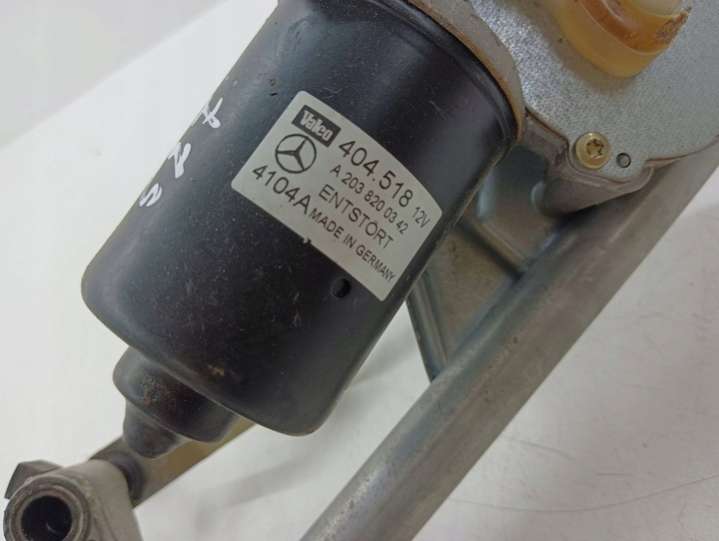 Valeo
404.518 12V
A 203 820 03 42
ENTSTÖRT
4104A MADE IN GERMANY